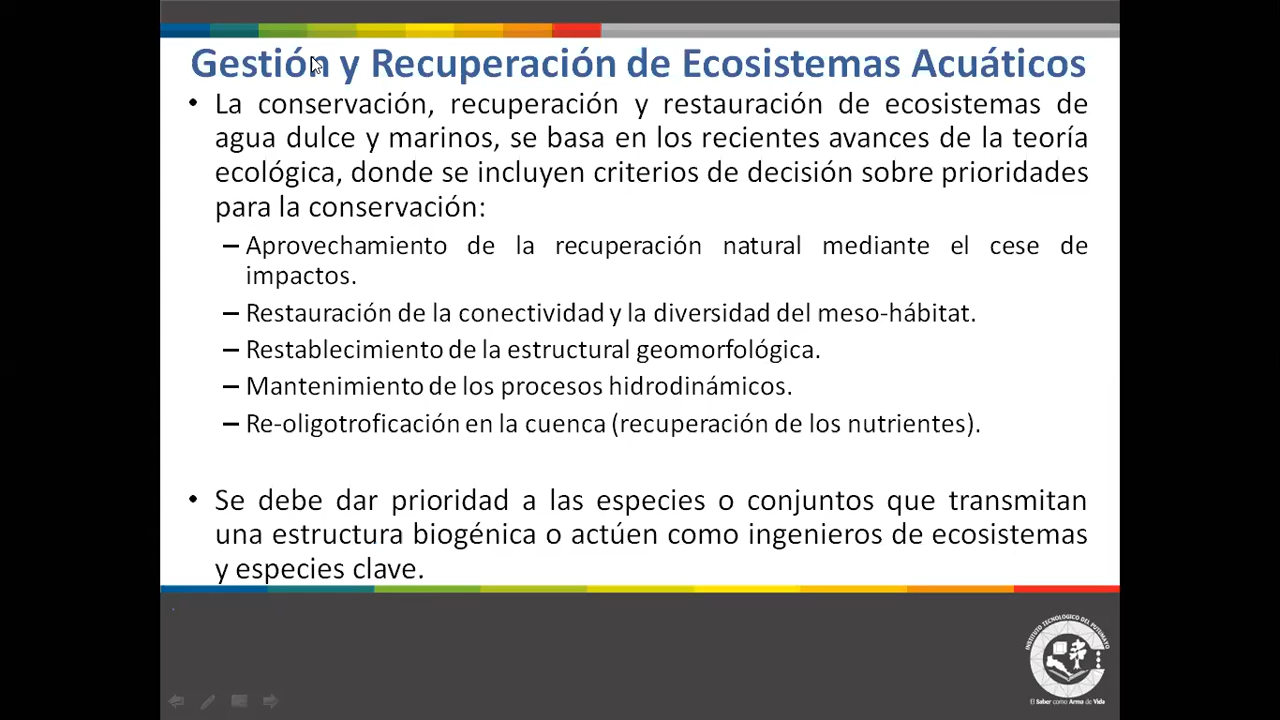 Gestión y Recuperación de Ecosistemas Acuáticos
• La conservación, recuperación y restauración de ecosistemas de
agua dulce y marinos, se basa en los recientes avances de la teoría
ecológica, donde se incluyen criterios de decisión sobre prioridades
para la conservación:
– Aprovechamiento de la recuperación natural mediante el cese de
impactos.
– Restauración de la conectividad y la diversidad del meso-hábitat.
– Restablecimiento de la estructural geomorfológica.
– Mantenimiento de los procesos hidrodinámicos.
– Re-oligotroficación en la cuenca (recuperación de los nutrientes).
• Se debe dar prioridad a las especies o conjuntos que transmitan
una estructura biogénica o actúen como ingenieros de ecosistemas
y especies clave.
INSTITUTO TECNOLOGICO DEL PUTUMAYO
El Saber como Arma de Vida